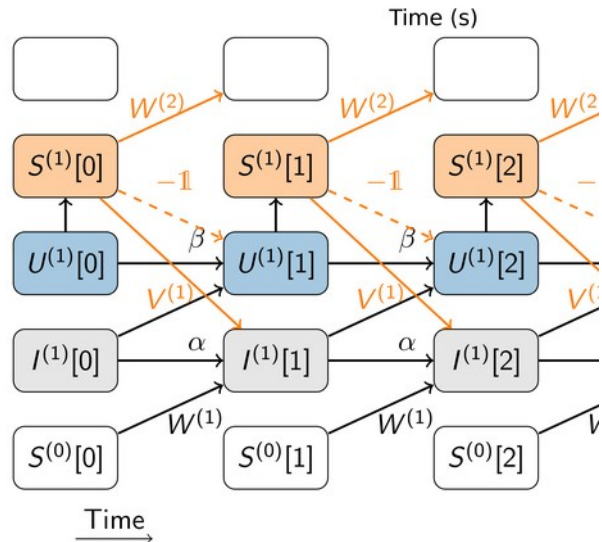 Time (s)
W^{(2)} W^{(2)} W^{(2)}
S^{(1)}[0] S^{(1)}[1] S^{(1)}[2]
-𝟙 -𝟙 -
β β
U^{(1)}[0] U^{(1)}[1] U^{(1)}[2]
V^{(1)} V^{(1)}
α α
I^{(1)}[0] I^{(1)}[1] I^{(1)}[2]
W^{(1)} W^{(1)}
S^{(0)}[0] S^{(0)}[1] S^{(0)}[2]
Time